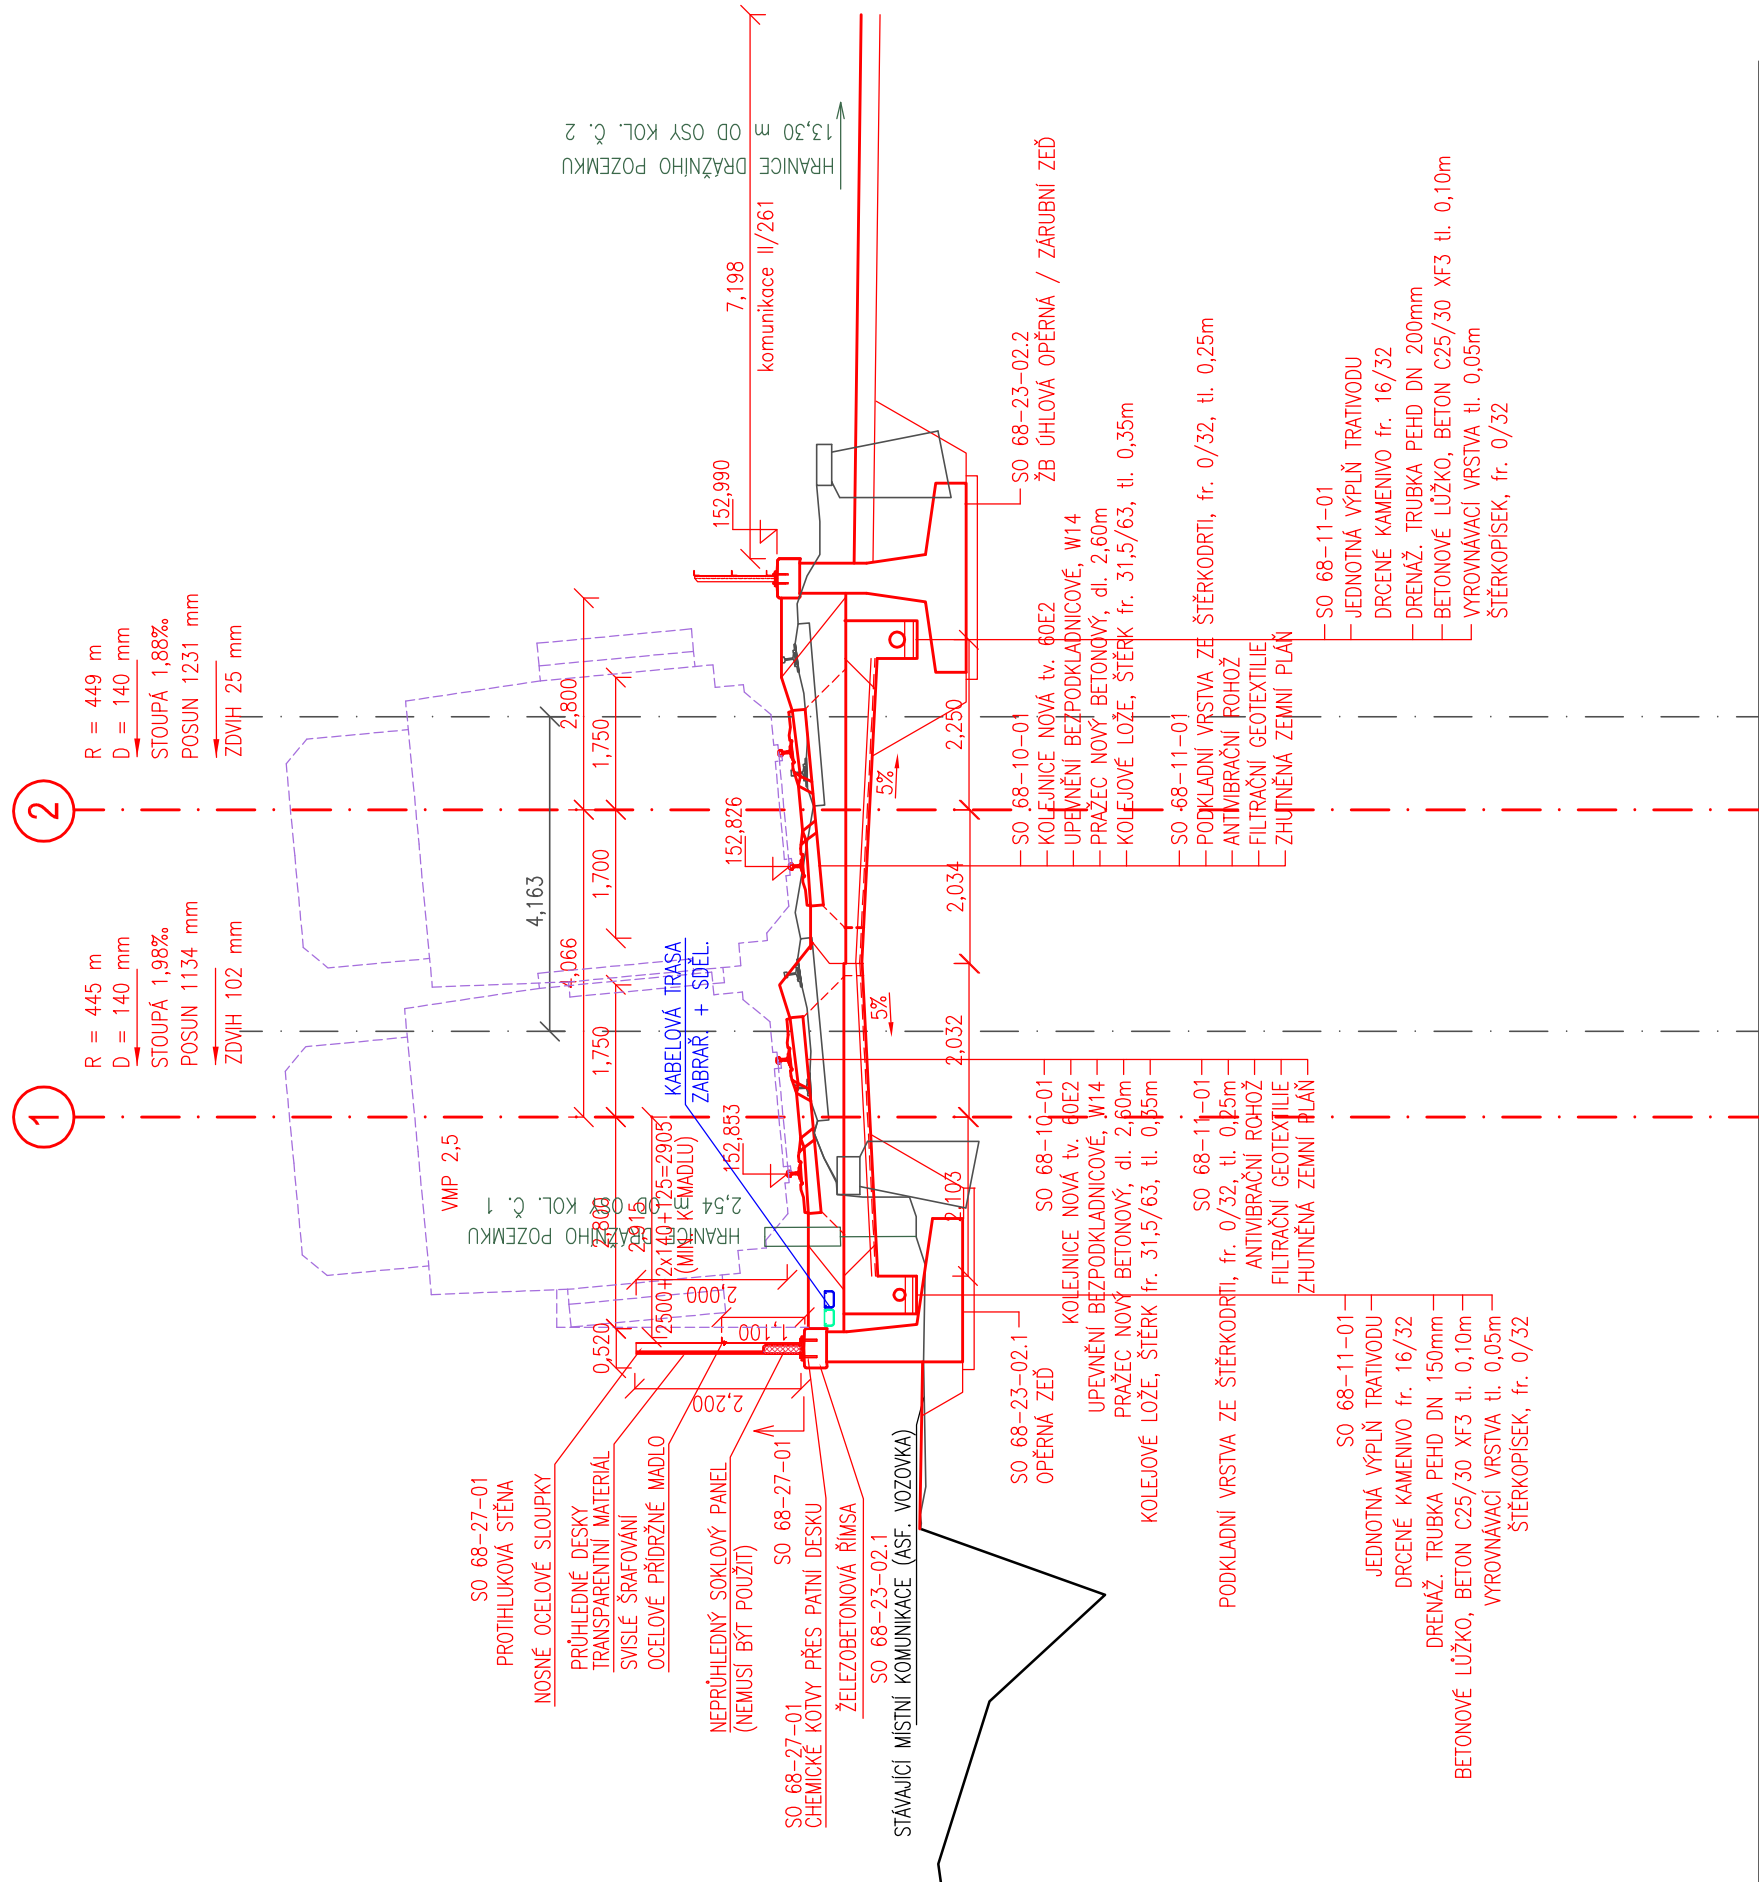 1
R = 445 m
D = 140 mm
STOUPÁ 1,98‰
POSUN 1134 mm
ZDVIH 102 mm
2
R = 449 m
D = 140 mm
STOUPÁ 1,88‰
POSUN 1231 mm
ZDVIH 25 mm
VMP 2,5
4,163
4,066
2,800
1,750
1,700
1,750
2,800
0,520
2,915
2500+2x140+125=2905
(MIN. K MADLU)
2,000
1,100
2,200
HRANICE DRÁŽNÍHO POZEMKU
2,54 m OD OSY KOL. Č. 1
HRANICE DRÁŽNÍHO POZEMKU
13,30 m OD OSY KOL. Č. 2
KABELOVÁ TRASA
ZABRAŘ. + SDĚL.
7,198
komunikace II/261
152,990
152,826
152,853
5%
5%
2,103
2,032
2,034
2,250
SO 68-27-01
PROTIHLUKOVÁ STĚNA
NOSNÉ OCELOVÉ SLOUPKY
PRŮHLEDNÉ DESKY
TRANSPARENTNÍ MATERIÁL
SVISLÉ ŠRAFOVÁNÍ
OCELOVÉ PŘÍDRŽNÉ MADLO
NEPRŮHLEDNÝ SOKLOVÝ PANEL
(NEMUSÍ BÝT POUŽIT)
SO 68-27-01
SO 68-27-01
CHEMICKÉ KOTVY PŘES PATNÍ DESKU
ŽELEZOBETONOVÁ ŘÍMSA
SO 68-23-02.1
STÁVAJÍCÍ MÍSTNÍ KOMUNIKACE (ASF. VOZOVKA)
SO 68-23-02.1
OPĚRNÁ ZEĎ
SO 68-10-01
KOLEJNICE NOVÁ tv. 60E2
UPEVNĚNÍ BEZPODKLADNICOVÉ, W14
PRAŽEC NOVÝ BETONOVÝ, dl. 2,60m
KOLEJOVÉ LOŽE, ŠTĚRK fr. 31,5/63, tl. 0,35m
SO 68-11-01
PODKLADNÍ VRSTVA ZE ŠTĚRKODRTI, fr. 0/32, tl. 0,25m
ANTIVIBRAČNÍ ROHOŽ
FILTRAČNÍ GEOTEXTILIE
ZHUTNĚNÁ ZEMNÍ PLÁŇ
SO 68-11-01
JEDNOTNÁ VÝPLŇ TRATIVODU
DRCENÉ KAMENIVO fr. 16/32
DRENÁŽ. TRUBKA PEHD DN 150mm
BETONOVÉ LŮŽKO, BETON C25/30 XF3 tl. 0,10m
VYROVNÁVACÍ VRSTVA tl. 0,05m
ŠTĚRKOPÍSEK, fr. 0/32
SO 68-23-02.2
ŽB ÚHLOVÁ OPĚRNÁ / ZÁRUBNÍ ZEĎ
SO 68-10-01
KOLEJNICE NOVÁ tv. 60E2
UPEVNĚNÍ BEZPODKLADNICOVÉ, W14
PRAŽEC NOVÝ BETONOVÝ, dl. 2,60m
KOLEJOVÉ LOŽE, ŠTĚRK fr. 31,5/63, tl. 0,35m
SO 68-11-01
PODKLADNÍ VRSTVA ZE ŠTĚRKODRTI, fr. 0/32, tl. 0,25m
ANTIVIBRAČNÍ ROHOŽ
FILTRAČNÍ GEOTEXTILIE
ZHUTNĚNÁ ZEMNÍ PLÁŇ
SO 68-11-01
JEDNOTNÁ VÝPLŇ TRATIVODU
DRCENÉ KAMENIVO fr. 16/32
DRENÁŽ. TRUBKA PEHD DN 200mm
BETONOVÉ LŮŽKO, BETON C25/30 XF3 tl. 0,10m
VYROVNÁVACÍ VRSTVA tl. 0,05m
ŠTĚRKOPÍSEK, fr. 0/32